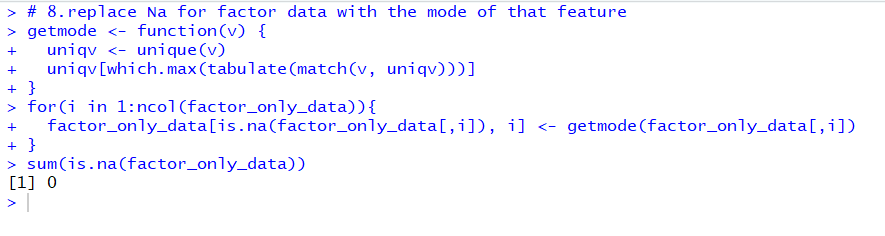 > # 8.replace Na for factor data with the mode of that feature
> getmode <- function(v) {
+   uniqv <- unique(v)
+   uniqv[which.max(tabulate(match(v, uniqv)))]
+ }
> for(i in 1:ncol(factor_only_data)){
+   factor_only_data[is.na(factor_only_data[,i]), i] <- getmode(factor_only_data[,i])
+ }
> sum(is.na(factor_only_data))
[1] 0
>